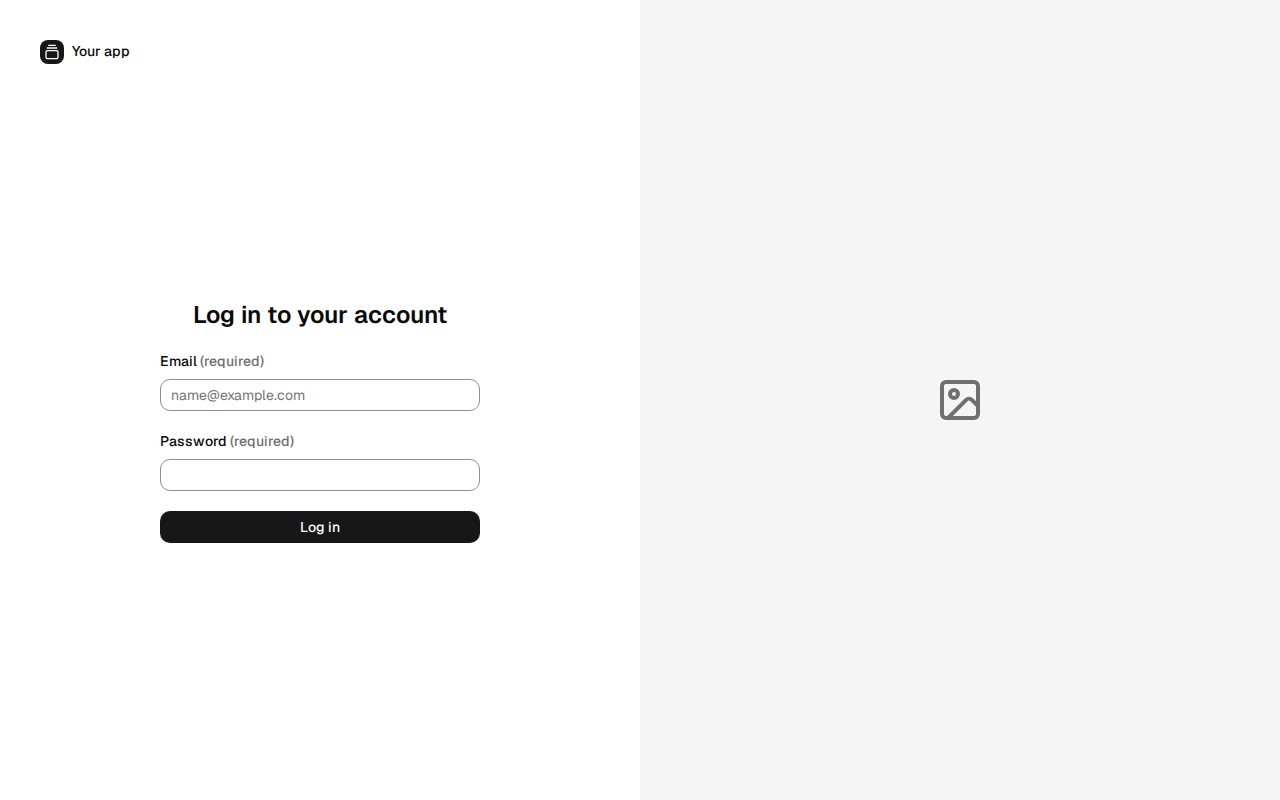 Your app
Log in to your account
Email (required)
name@example.com
Password (required)
Log in